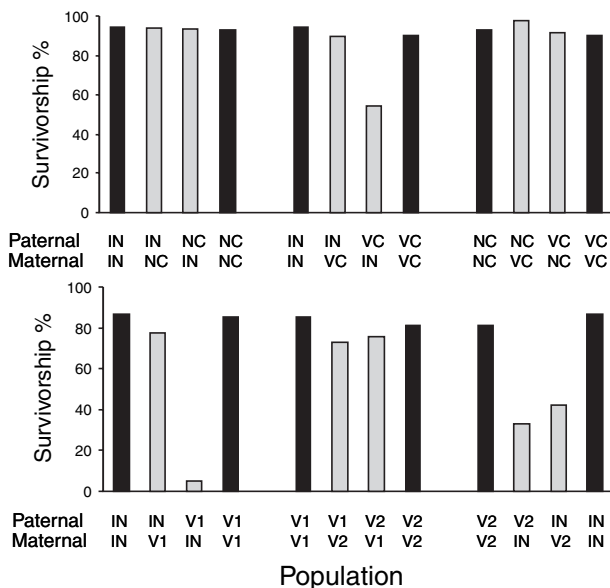 100
80
60
40
20
0
Survivorship %
Paternal IN IN NC NC IN IN VC VC NC NC VC VC
Maternal IN NC IN NC IN VC IN VC NC VC NC VC
100
80
60
40
20
0
Survivorship %
Paternal IN IN V1 V1 V1 V1 V2 V2 V2 V2 IN IN
Maternal IN V1 IN V1 V1 V2 V1 V2 V2 IN V2 IN
Population